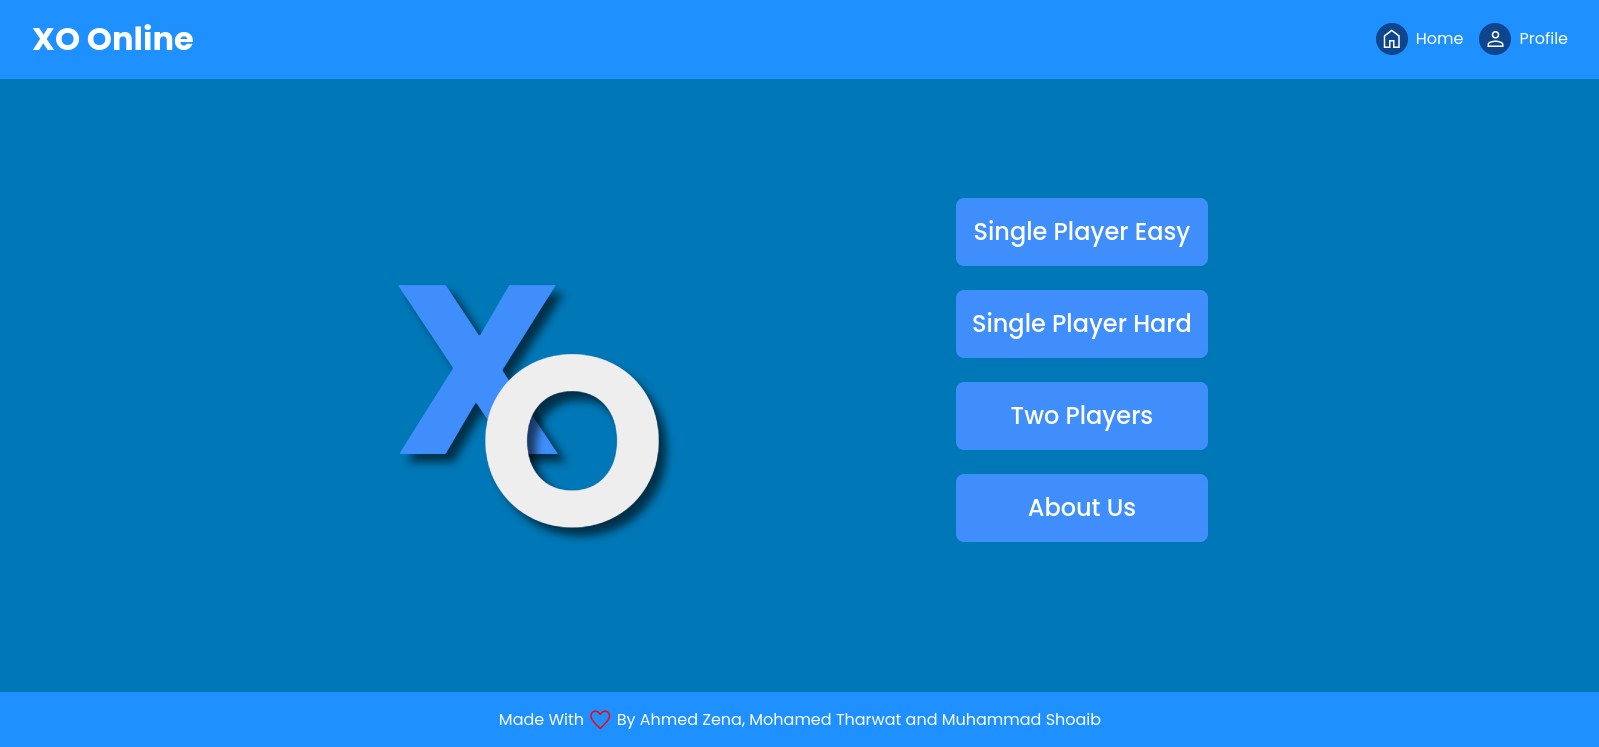 XO Online
Home
Profile
XO
Single Player Easy
Single Player Hard
Two Players
About Us
Made With By Ahmed Zena, Mohamed Tharwat and Muhammad Shoaib